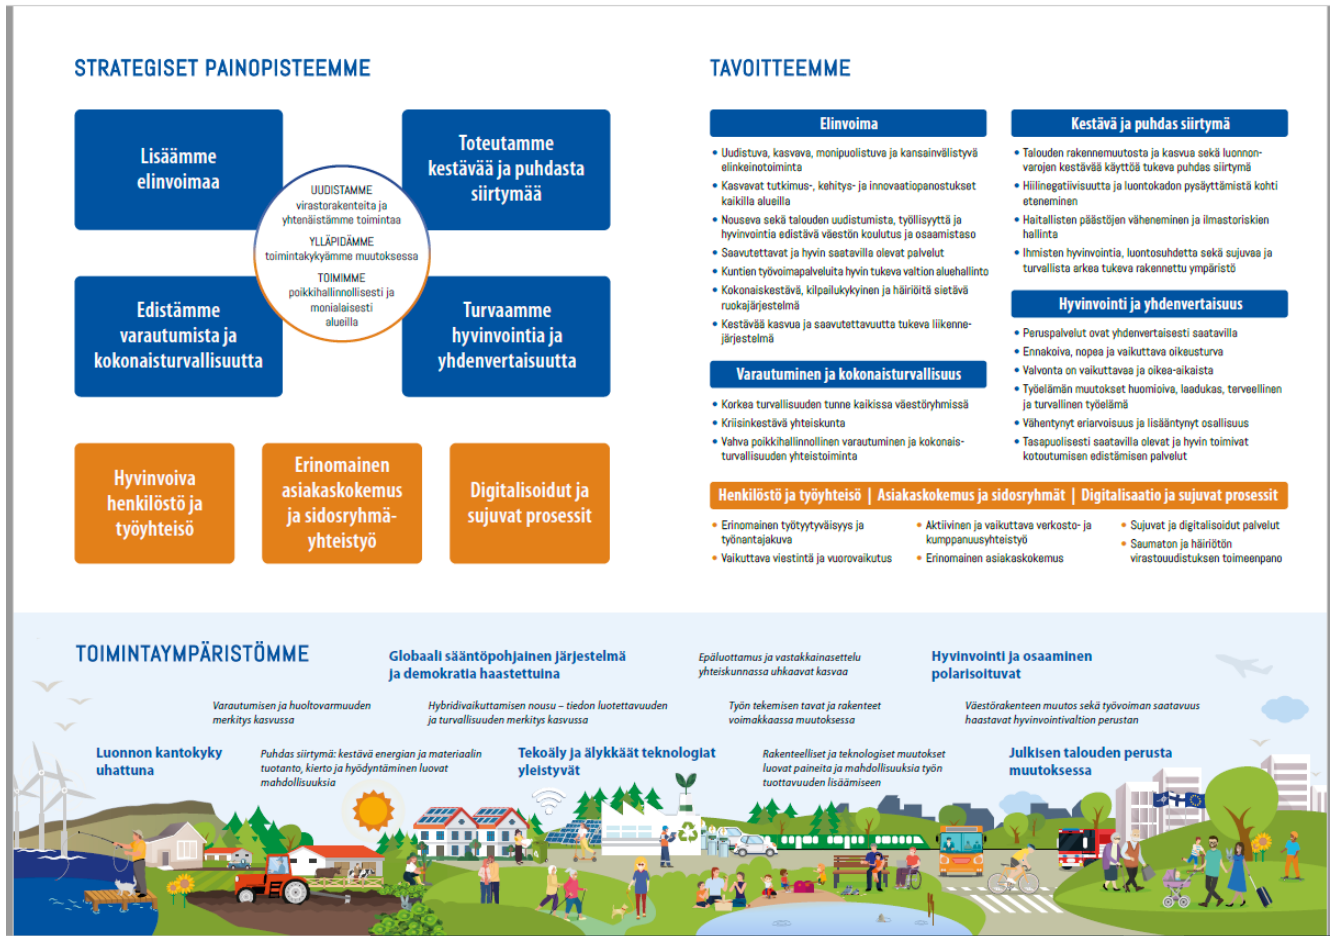 STRATEGISET PAINOPISTEEMME
Lisäämme
elinvoimaa
Toteutamme
kestävää ja puhdasta
siirtymää
UUDISTAMME
virastorakenteita ja
yhtenäistämme toimintaa
YLLÄPIDÄMME
toimintakykyämme muutoksessa
TOIMIMME
poikkihallinnollisesti ja
monialaisesti
alueilla
Edistämme
varautumista ja
kokonaisturvallisuutta
Turvaamme
hyvinvointia ja
yhdenvertaisuutta
Hyvinvoiva
henkilöstö ja
työyhteisö
Erinomainen
asiakaskokemus
ja sidosryhmä-
yhteistyö
Digitalisoidut ja
sujuvat prosessit
TAVOITTEEMME
Elinvoima
• Uudistuva, kasvava, monipuolistuva ja kansainvälistyvä
elinkeinotoiminta
• Kasvavat tutkimus-, kehitys- ja innovaatiopanostukset
kaikilla alueilla
• Nouseva sekä talouden uudistumista, työllisyyttä ja
hyvinvointia edistävä väestön koulutus ja osaamistaso
• Saavutettavat ja hyvin saatavilla olevat palvelut
• Kuntien työvoimapalveluita hyvin tukeva valtion aluehallinto
• Kokonaiskestävä, kilpailukykyinen ja häiriöitä sietävä
ruokajärjestelmä
• Kestävää kasvua ja saavutettavuutta tukeva liikenne-
järjestelmä
Varautuminen ja kokonaisturvallisuus
• Korkea turvallisuuden tunne kaikissa väestöryhmissä
• Kriisinkestävä yhteiskunta
• Vahva poikkihallinnollinen varautuminen ja kokonais-
turvallisuuden yhteistoiminta
Kestävä ja puhdas siirtymä
• Talouden rakennemuutosta ja kasvua sekä luonnon-
varojen kestävää käyttöä tukeva puhdas siirtymä
• Hiilinegatiivisuutta ja luontokadon pysäyttämistä kohti
eteneminen
• Haitallisten päästöjen väheneminen ja ilmastoriskien
hallinta
• Ihmisten hyvinvointia, luontosuhdetta sekä sujuvaa ja
turvallista arkea tukeva rakennettu ympäristö
Hyvinvointi ja yhdenvertaisuus
• Peruspalvelut ovat yhdenvertaisesti saatavilla
• Ennakoiva, nopea ja vaikuttava oikeusturva
• Valvonta on vaikuttavaa ja oikea-aikaista
• Työelämän muutokset huomioiva, laadukas, terveellinen
ja turvallinen työelämä
• Vähentynyt eriarvoisuus ja lisääntynyt osallisuus
• Tasapuolisesti saatavilla olevat ja hyvin toimivat
kotoutumisen edistämisen palvelut
Henkilöstö ja työyhteisö | Asiakaskokemus ja sidosryhmät | Digitalisaatio ja sujuvat prosessit
• Erinomainen työtyytyväisyys ja
työnantajakuva
• Vaikuttava viestintä ja vuorovaikutus
• Aktiivinen ja vaikuttava verkosto- ja
kumppanuusyhteistyö
• Erinomainen asiakaskokemus
• Sujuvat ja digitalisoidut palvelut
• Saumaton ja häiriötön
virastouudistuksen toimeenpano
TOIMINTAYMPÄRISTÖMME
Globaali sääntöpohjainen järjestelmä
ja demokratia haastettuina
Epäluottamus ja vastakkainasettelu
yhteiskunnassa uhkaavat kasvaa
Hyvinvointi ja osaaminen
polarisoituvat
Varautumisen ja huoltovarmuuden
merkitys kasvussa
Hybridivaikuttamisen nousu – tiedon luotettavuuden
ja turvallisuuden merkitys kasvussa
Työn tekemisen tavat ja rakenteet
voimakkaassa muutoksessa
Väestörakenteen muutos sekä työvoiman saatavuus
haastavat hyvinvointivaltion perustan
Luonnon kantokyky
uhattuna
Puhdas siirtymä: kestävä energian ja materiaalin
tuotanto, kierto ja hyödyntäminen luovat
mahdollisuuksia
Tekoäly ja älykkäät teknologiat
yleistyvät
Rakenteelliset ja teknologiset muutokset
luovat paineita ja mahdollisuuksia työn
tuottavuuden lisäämiseen
Julkisen talouden perusta
muutoksessa